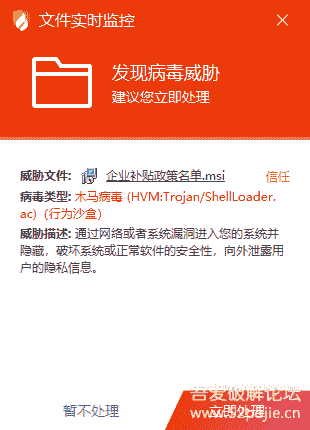 文件实时监控
发现病毒威胁
建议您立即处理
威胁文件: 企业补贴政策名单.msi 信任
病毒类型: 木马病毒 (HVM:Trojan/ShellLoader.
ac) (行为沙盒)
威胁描述: 通过网络或者系统漏洞进入您的系统并
隐藏，破坏系统或正常软件的安全性，向外泄露用
户的隐私信息。
暂不处理 立即处理
吾爱破解论坛
www.52pojie.cn